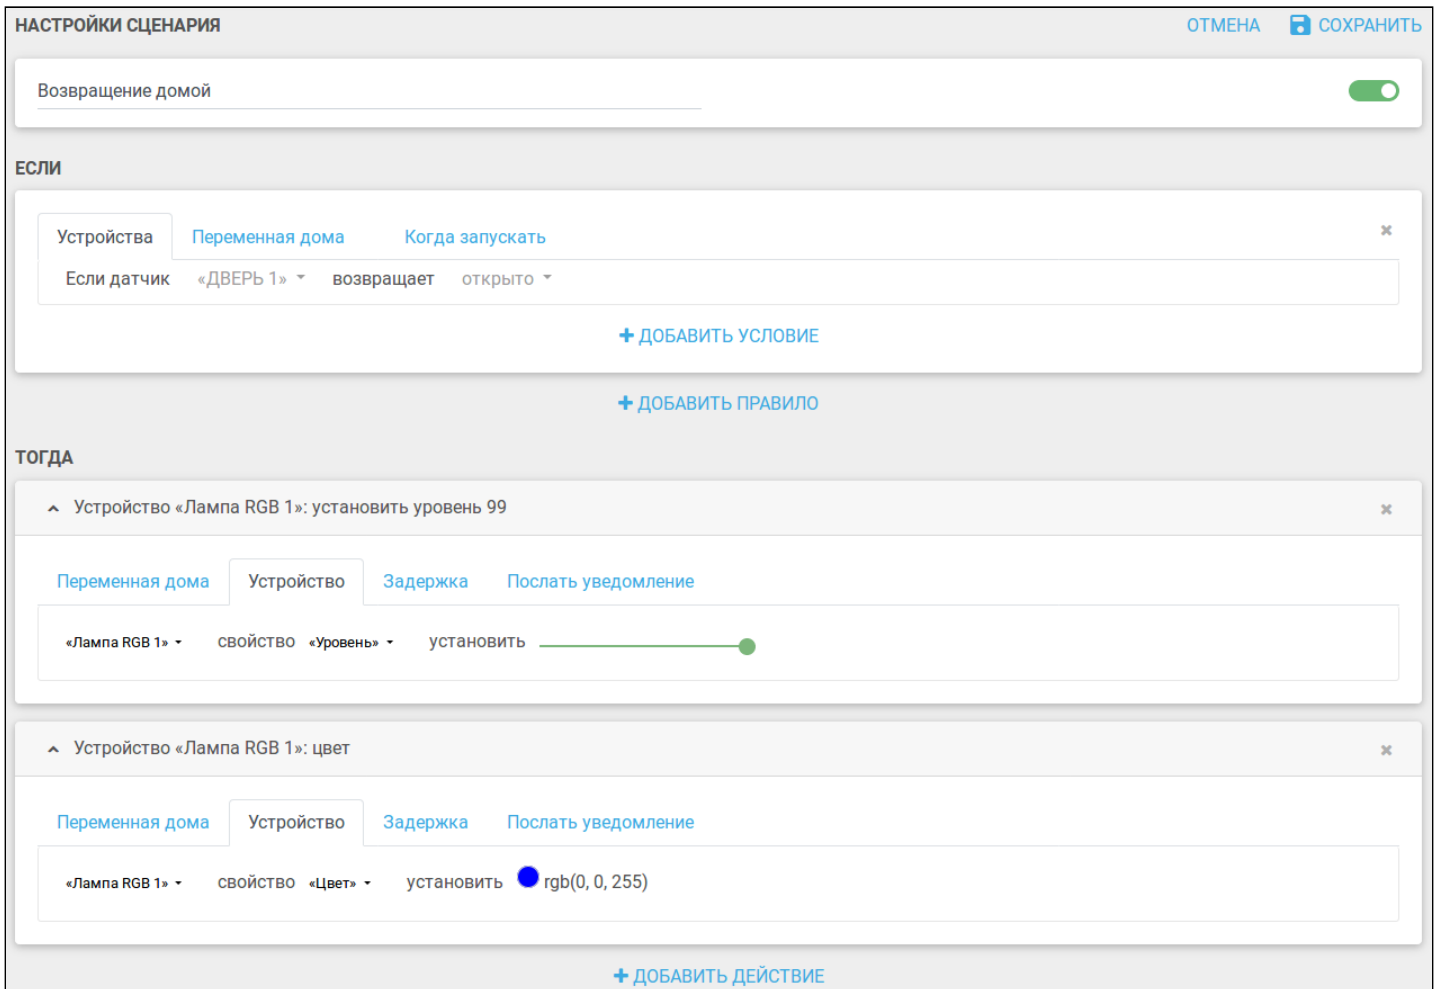 НАСТРОЙКИ СЦЕНАРИЯ ОТМЕНА СОХРАНИТЬ
Возвращение домой
ЕСЛИ
Устройства Переменная дома Когда запускать
Если датчик «ДВЕРЬ 1» возвращает открыто
+ ДОБАВИТЬ УСЛОВИЕ
+ ДОБАВИТЬ ПРАВИЛО
ТОГДА
Устройство «Лампа RGB 1»: установить уровень 99
Переменная дома Устройство Задержка Послать уведомление
«Лампа RGB 1» свойство «Уровень» установить
Устройство «Лампа RGB 1»: цвет
Переменная дома Устройство Задержка Послать уведомление
«Лампа RGB 1» свойство «Цвет» установить rgb(0, 0, 255)
+ ДОБАВИТЬ ДЕЙСТВИЕ